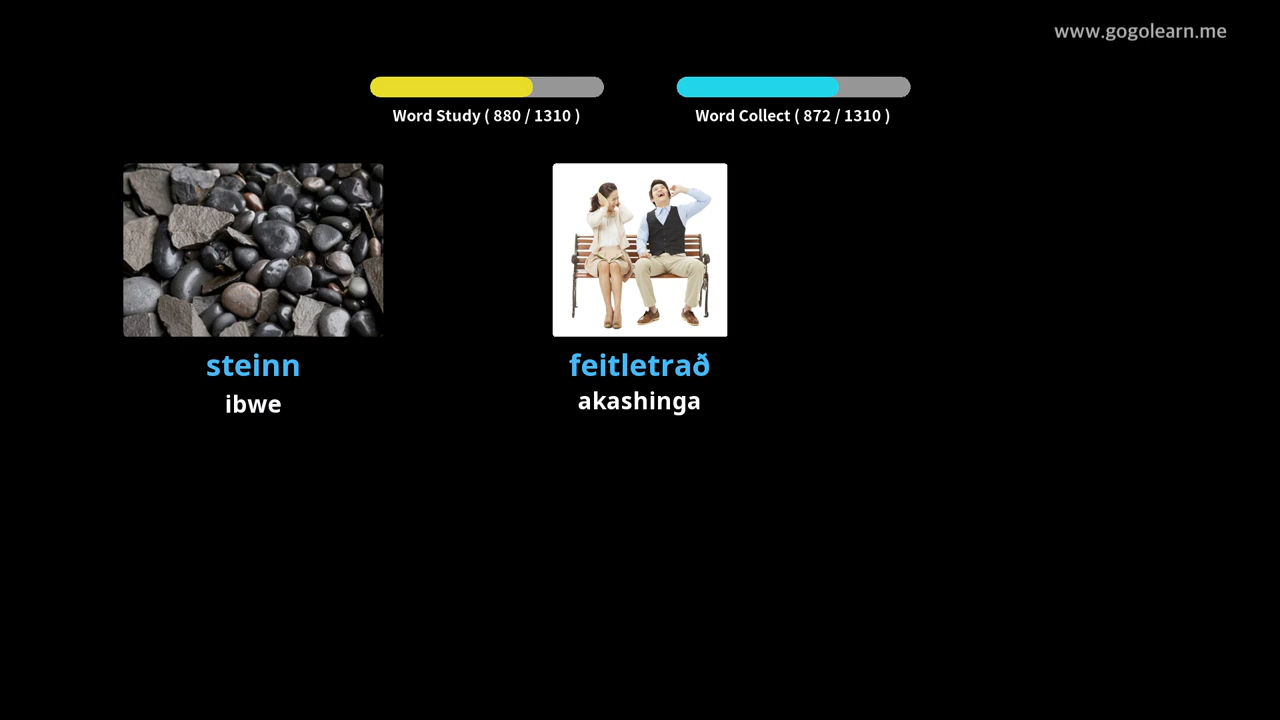 www.gogolearn.me
Word Study ( 880 / 1310 )
Word Collect ( 872 / 1310 )
steinn
ibwe
feitletrað
akashinga